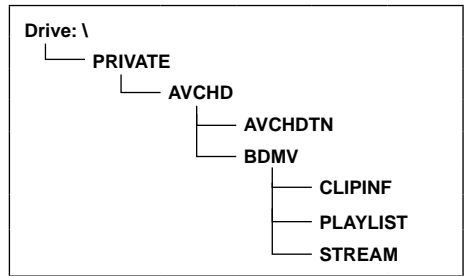 Drive: \
PRIVATE
AVCHD
AVCHDTN
BDMV
CLIPINF
PLAYLIST
STREAM